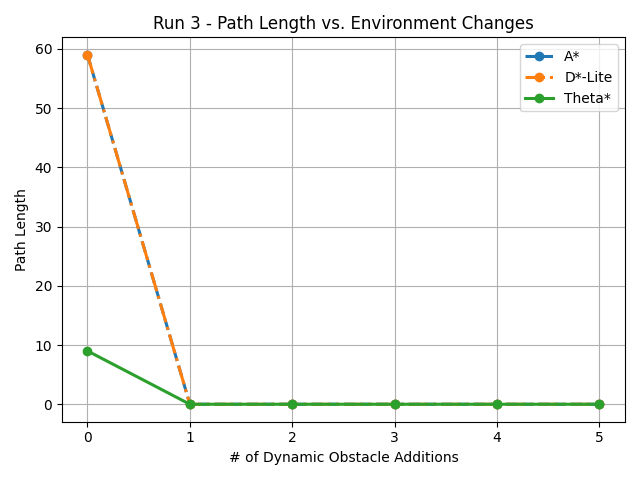 Run 3 - Path Length vs. Environment Changes
A*
D*-Lite
Theta*
Path Length
60
50
40
30
20
10
0
0 1 2 3 4 5
# of Dynamic Obstacle Additions